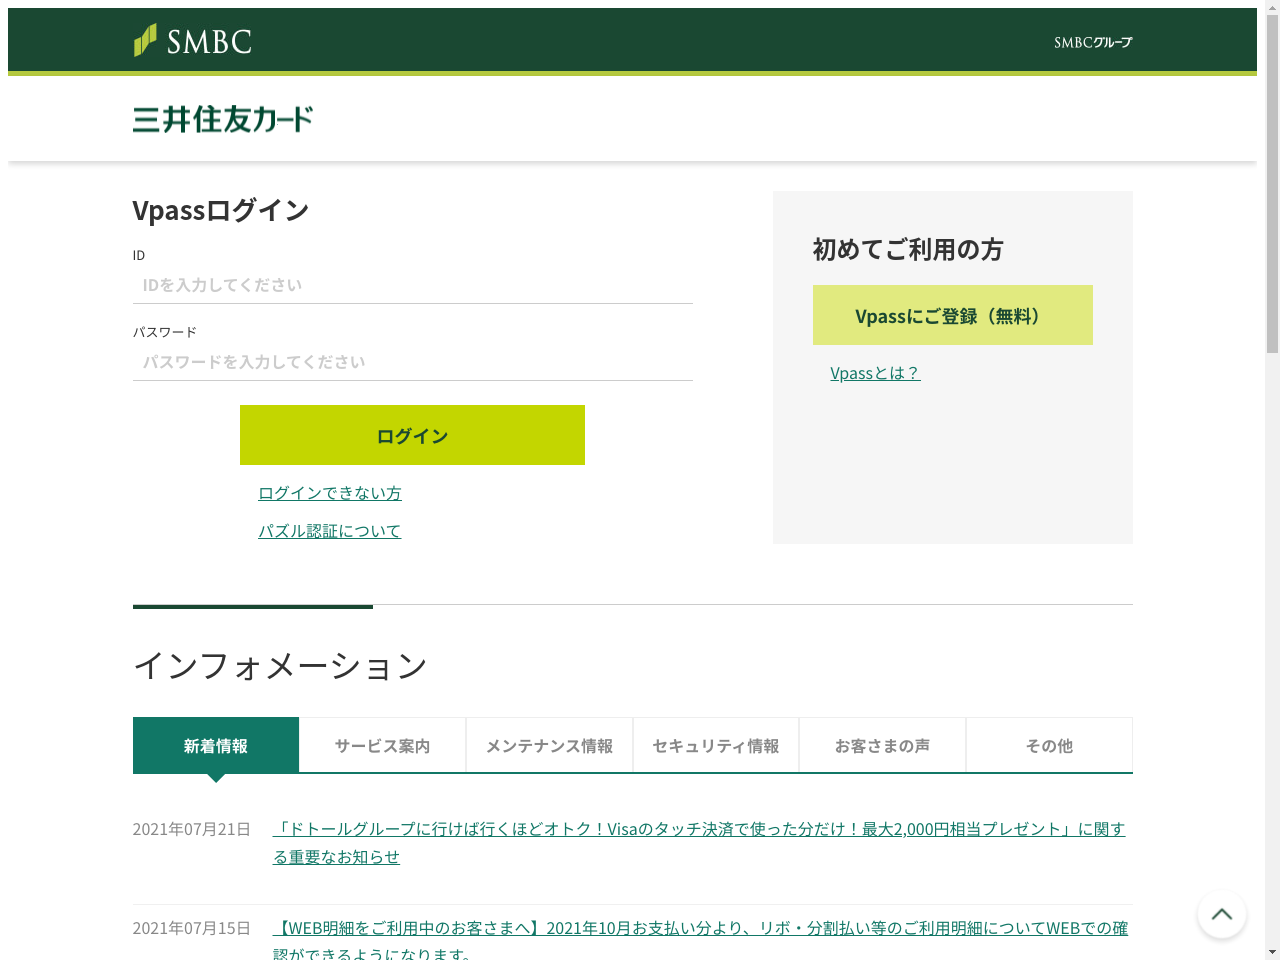 SMBC
SMBCグループ
三井住友カード
Vpassログイン
ID
IDを入力してください
パスワード
パスワードを入力してください
ログイン
ログインできない方
パズル認証について
初めてご利用の方
Vpassにご登録（無料）
Vpassとは？
インフォメーション
新着情報
サービス案内
メンテナンス情報
セキュリティ情報
お客さまの声
その他
2021年07月21日
「ドトールグループに行けば行くほどオトク！Visaのタッチ決済で使った分だけ！最大2,000円相当プレゼント」に関す
る重要なお知らせ
2021年07月15日
【WEB明細をご利用中のお客さまへ】2021年10月お支払い分より、リボ・分割払い等のご利用明細についてWEBでの確
認ができるようになります。